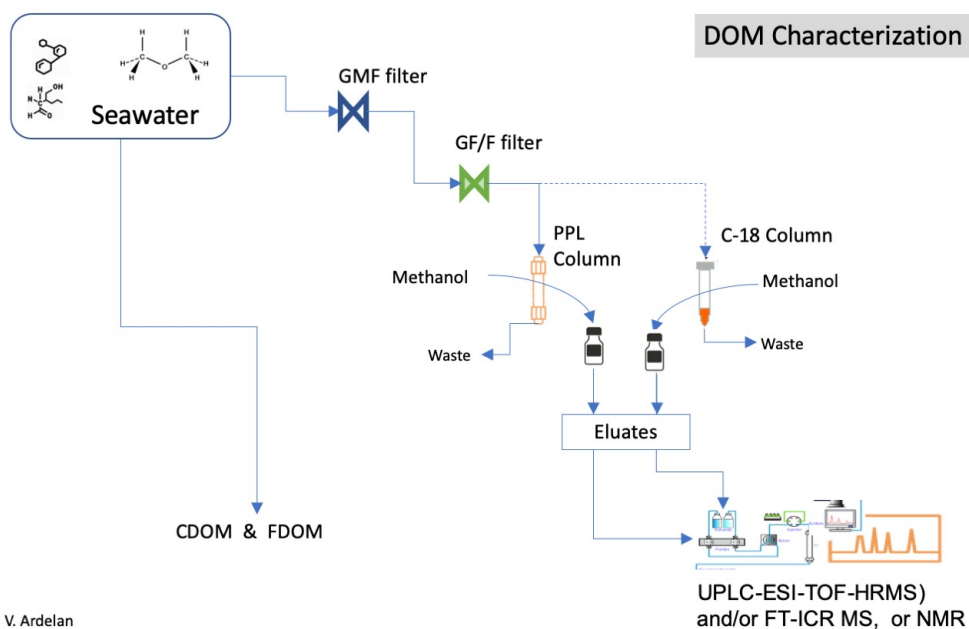 DOM Characterization
H
H
C
C
H
O
H
H
H
OH
H
N
C
H
O
Seawater
GMF filter
GF/F filter
PPL
Column
C-18 Column
Methanol
Methanol
Waste
Waste
Eluates
CDOM & FDOM
UPLC-ESI-TOF-HRMS)
and/or FT-ICR MS, or NMR
V. Ardelan